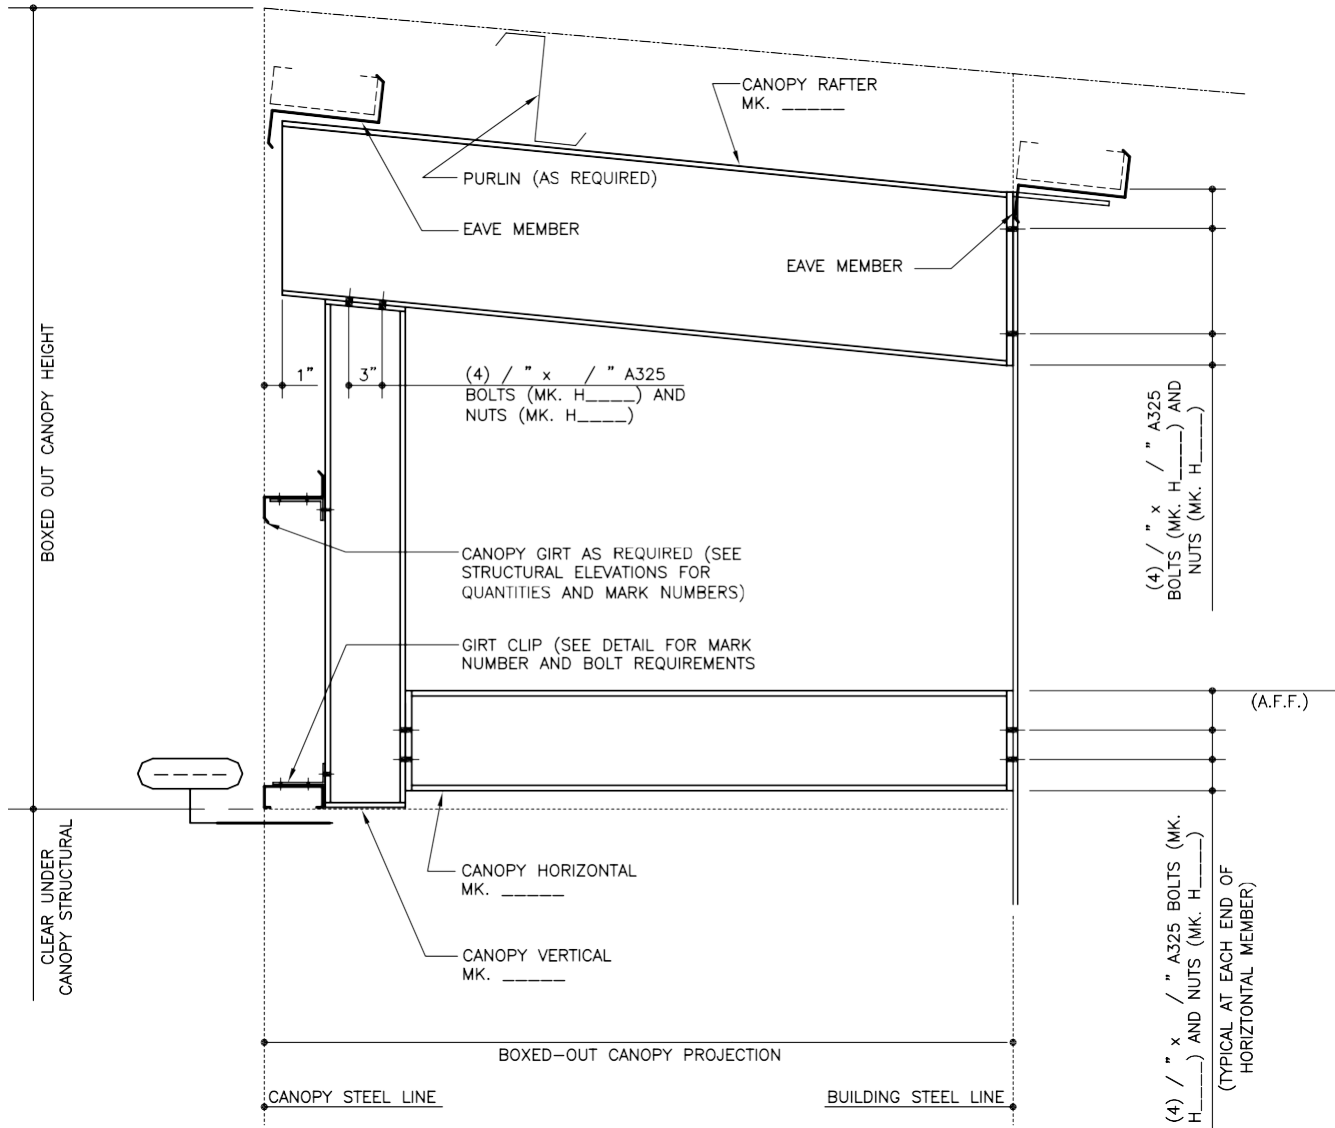 CANOPY RAFTER
MK. _____
PURLIN (AS REQUIRED)
EAVE MEMBER
EAVE MEMBER
BOXED OUT CANOPY HEIGHT
1"
3"
(4) / " x / " A325
BOLTS (MK. H____) AND
NUTS (MK. H____)
(4) / " x / " A325
BOLTS (MK. H____) AND
NUTS (MK. H____)
CANOPY GIRT AS REQUIRED (SEE
STRUCTURAL ELEVATIONS FOR
QUANTITIES AND MARK NUMBERS)
GIRT CLIP (SEE DETAIL FOR MARK
NUMBER AND BOLT REQUIREMENTS
(A.F.F.)
_____
CLEAR UNDER
CANOPY STRUCTURAL
CANOPY HORIZONTAL
MK. _____
CANOPY VERTICAL
MK. _____
(4) / " x / " A325 BOLTS (MK.
H____) AND NUTS (MK. H____)
(TYPICAL AT EACH END OF
HORIZTONTAL MEMBER)
BOXED-OUT CANOPY PROJECTION
CANOPY STEEL LINE
BUILDING STEEL LINE